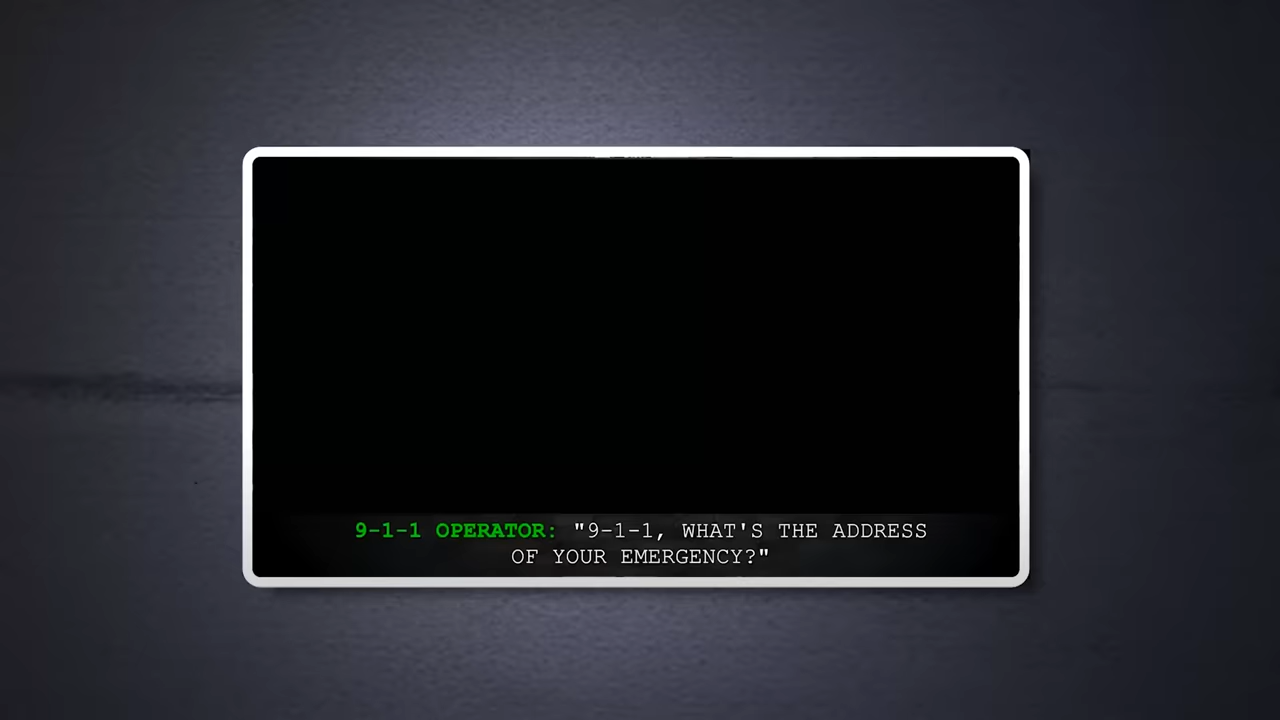 9-1-1 OPERATOR: "9-1-1, WHAT'S THE ADDRESS
OF YOUR EMERGENCY?"